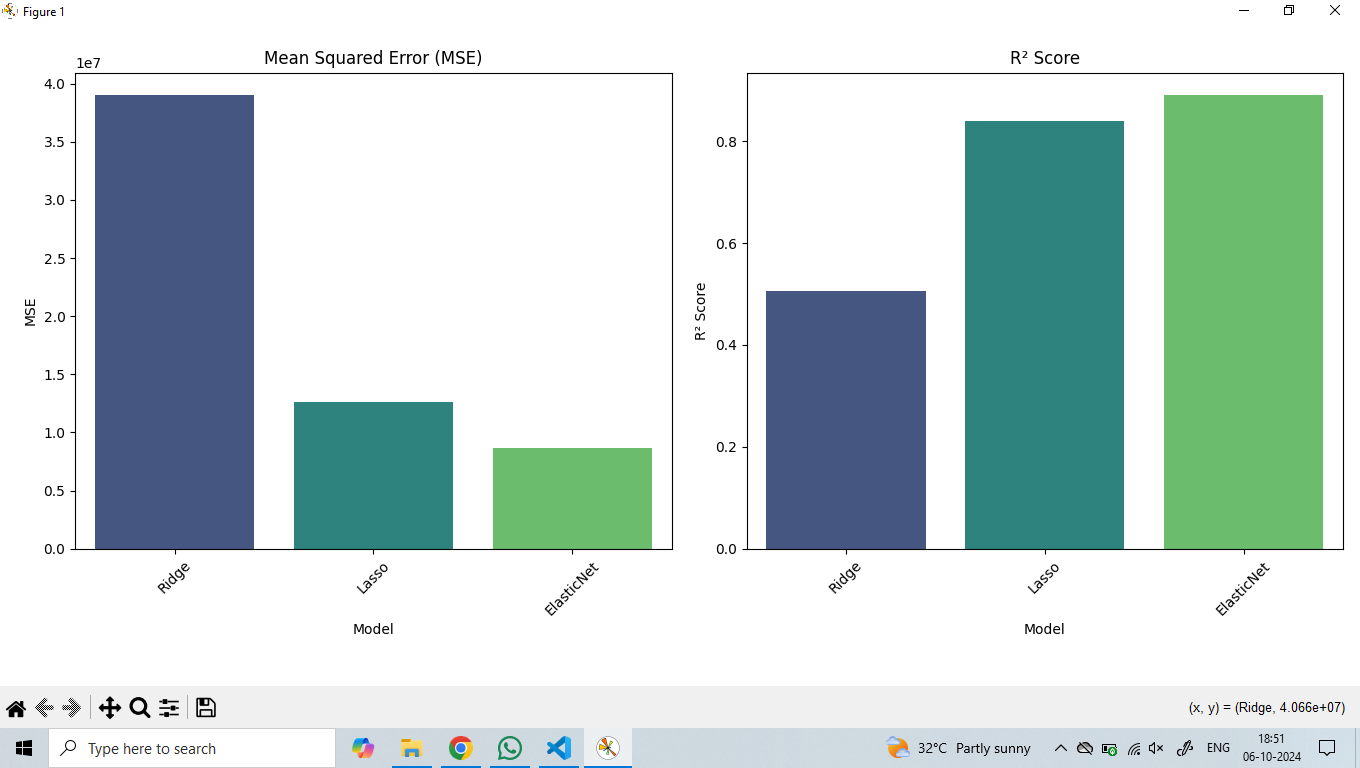 Figure 1
Mean Squared Error (MSE)
1e7
4.0
3.5
3.0
2.5
2.0
1.5
1.0
0.5
0.0
MSE
Ridge
Lasso
ElasticNet
Model
R² Score
0.8
0.6
0.4
0.2
0.0
R² Score
Ridge
Lasso
ElasticNet
Model
(x, y) = (Ridge, 4.066e+07)
Type here to search
32°C Partly sunny
ENG
18:51
06-10-2024